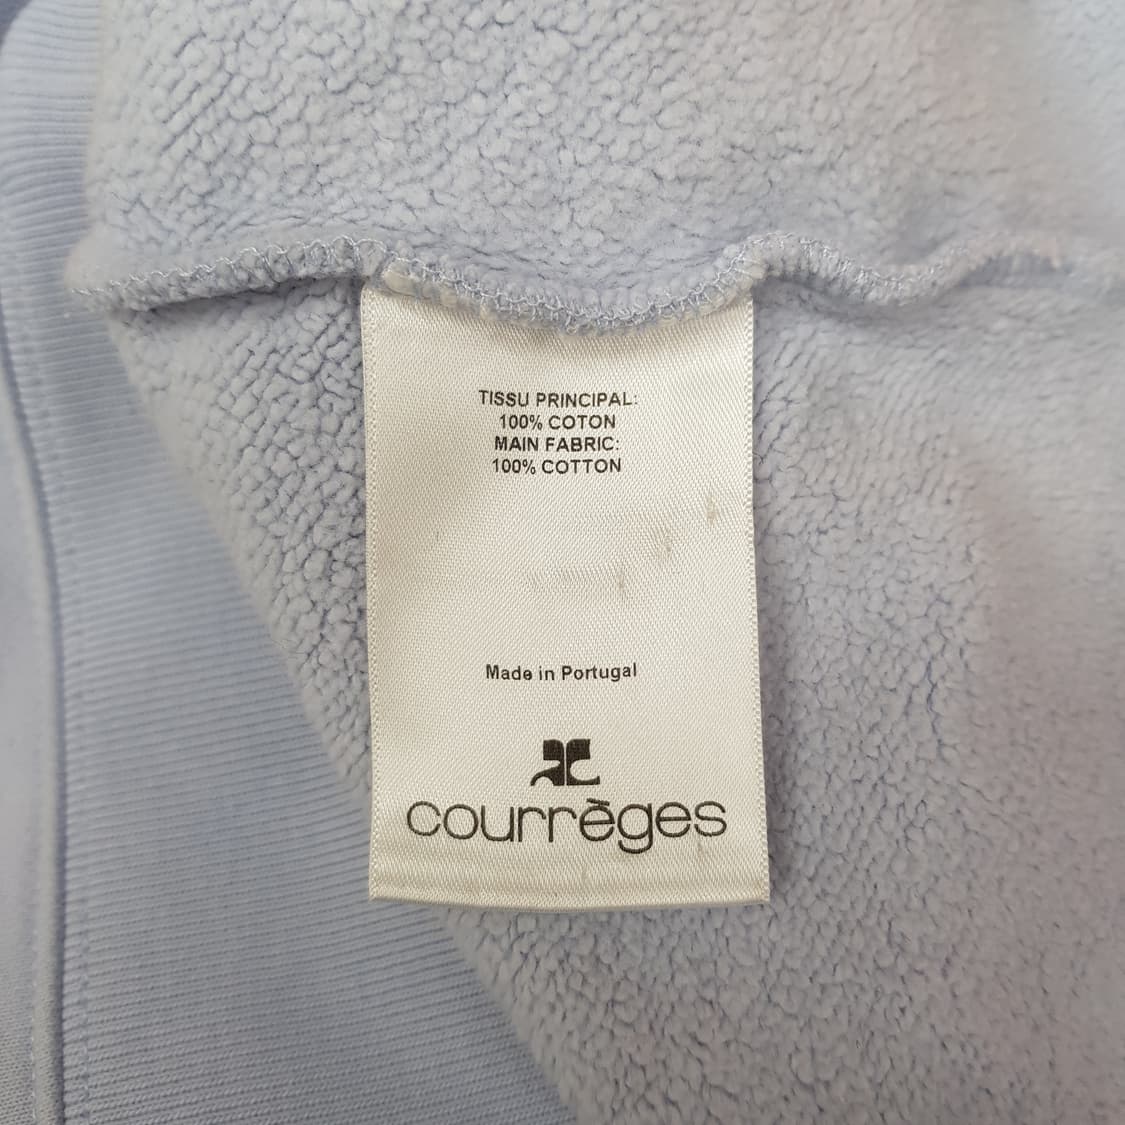 TISSU PRINCIPAL:
100% COTON
MAIN FABRIC:
100% COTTON
Made in Portugal
courrèges